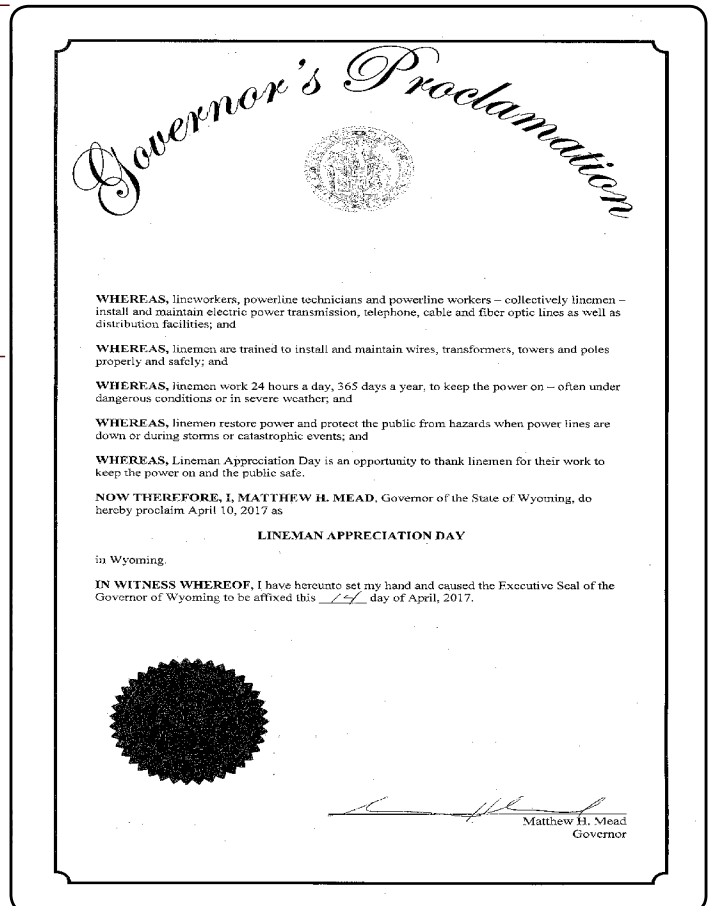 Governor's Proclamation
WHEREAS, lineworkers, powerline technicians and powerline workers – collectively linemen –
install and maintain electric power transmission, telephone, cable and fiber optic lines as well as
distribution facilities; and
WHEREAS, linemen are trained to install and maintain wires, transformers, towers and poles
properly and safely; and
WHEREAS, linemen work 24 hours a day, 365 days a year, to keep the power on – often under
dangerous conditions or in severe weather; and
WHEREAS, linemen restore power and protect the public from hazards when power lines are
down or during storms or catastrophic events; and
WHEREAS, Lineman Appreciation Day is an opportunity to thank linemen for their work to
keep the power on and the public safe.
NOW THEREFORE, I, MATTHEW H. MEAD, Governor of the State of Wyoming, do
hereby proclaim April 10, 2017 as
LINEMAN APPRECIATION DAY
in Wyoming.
IN WITNESS WHEREOF, I have hereunto set my hand and caused the Executive Seal of the
Governor of Wyoming to be affixed this 14 day of April, 2017.
Matthew H. Mead
Governor